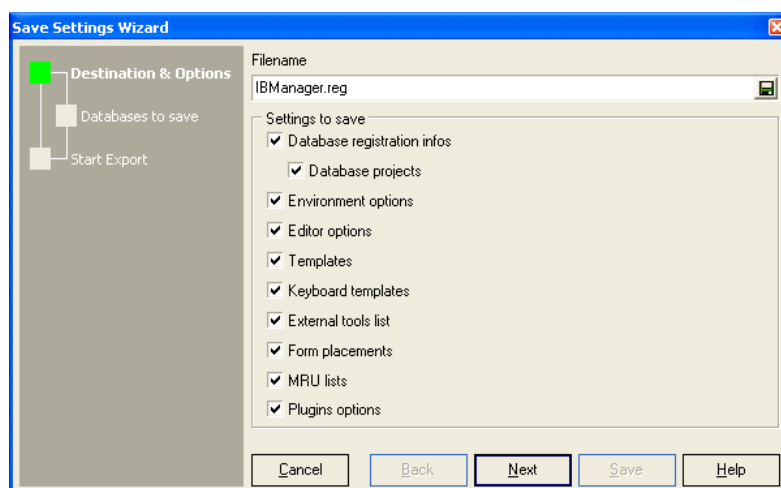 Save Settings Wizard
Destination & Options
Databases to save
Start Export
Filename
IBManager.reg
Settings to save
Database registration infos
Database projects
Environment options
Editor options
Templates
Keyboard templates
External tools list
Form placements
MRU lists
Plugins options
Cancel Back Next Save Help